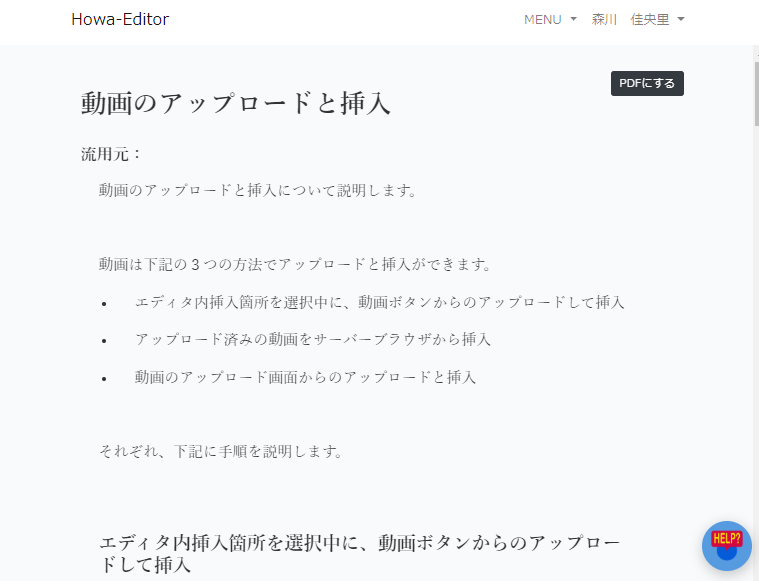 Howa-Editor
MENU 森川 佳央里
PDFにする
動画のアップロードと挿入
流用元：
動画のアップロードと挿入について説明します。
動画は下記の３つの方法でアップロードと挿入ができます。
• エディタ内挿入箇所を選択中に、動画ボタンからのアップロードして挿入
• アップロード済みの動画をサーバーブラウザから挿入
• 動画のアップロード画面からのアップロードと挿入
それぞれ、下記に手順を説明します。
エディタ内挿入箇所を選択中に、動画ボタンからのアップロー
ドして挿入
HELP?